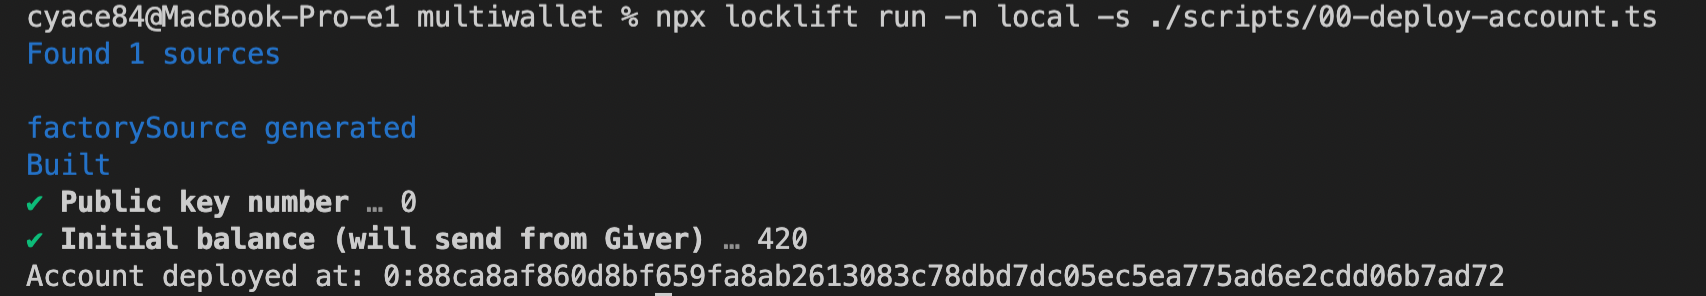 cyace84@MacBook-Pro-e1 multiwallet % npx locklift run -n local -s ./scripts/00-deploy-account.ts
Found 1 sources
factorySource generated
Built
✔ Public key number … 0
✔ Initial balance (will send from Giver) … 420
Account deployed at: 0:88ca8af860d8bf659fa8ab2613083c78dbd7dc05ec5ea775ad6e2cdd06b7ad72